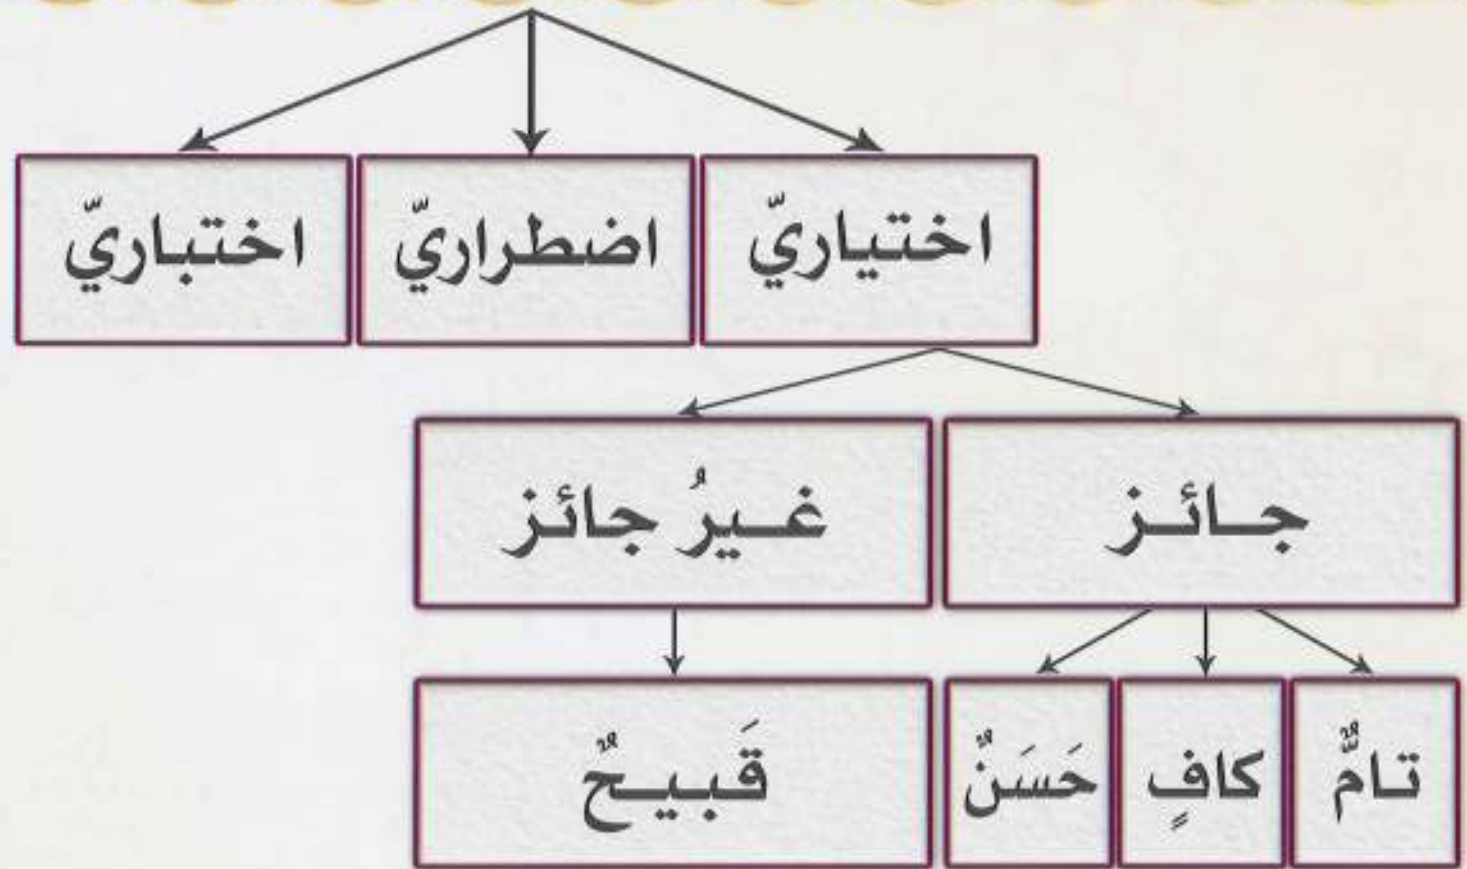 اختياريّ اضطراريّ اختباريّ
جائز غيرُ جائز
تامٌّ كافٍ حَسَنٌ قَبيحٌ